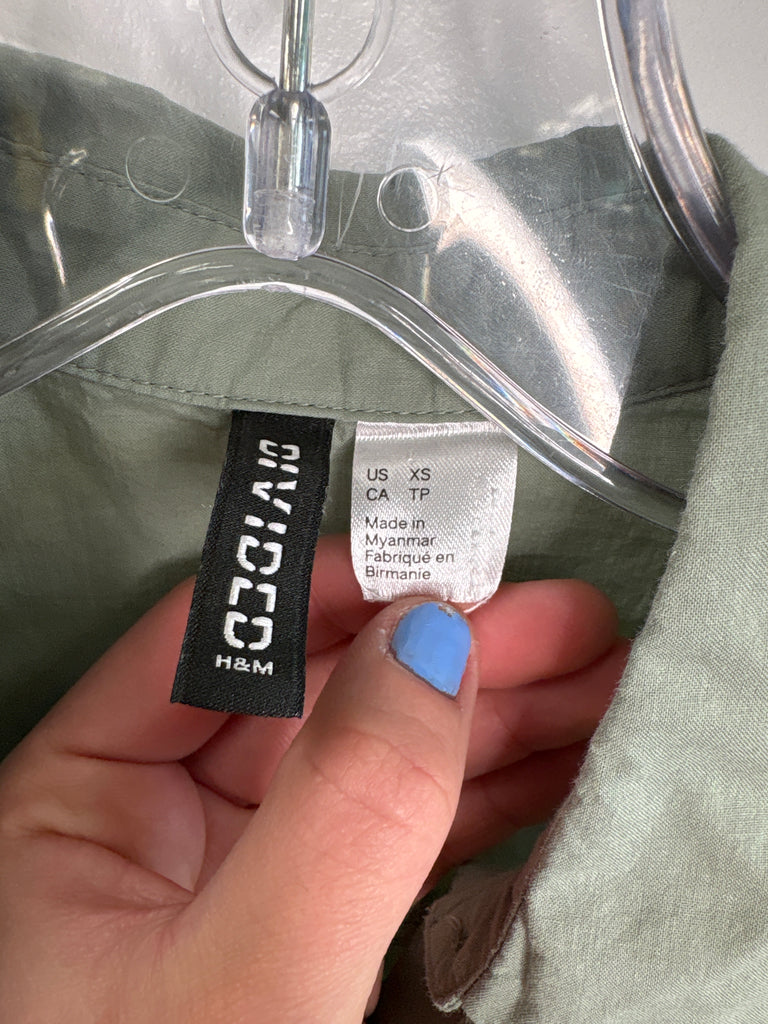 DIVIDED
H&M
US XS
CA TP
Made in
Myanmar
Fabriqué en
Birmanie